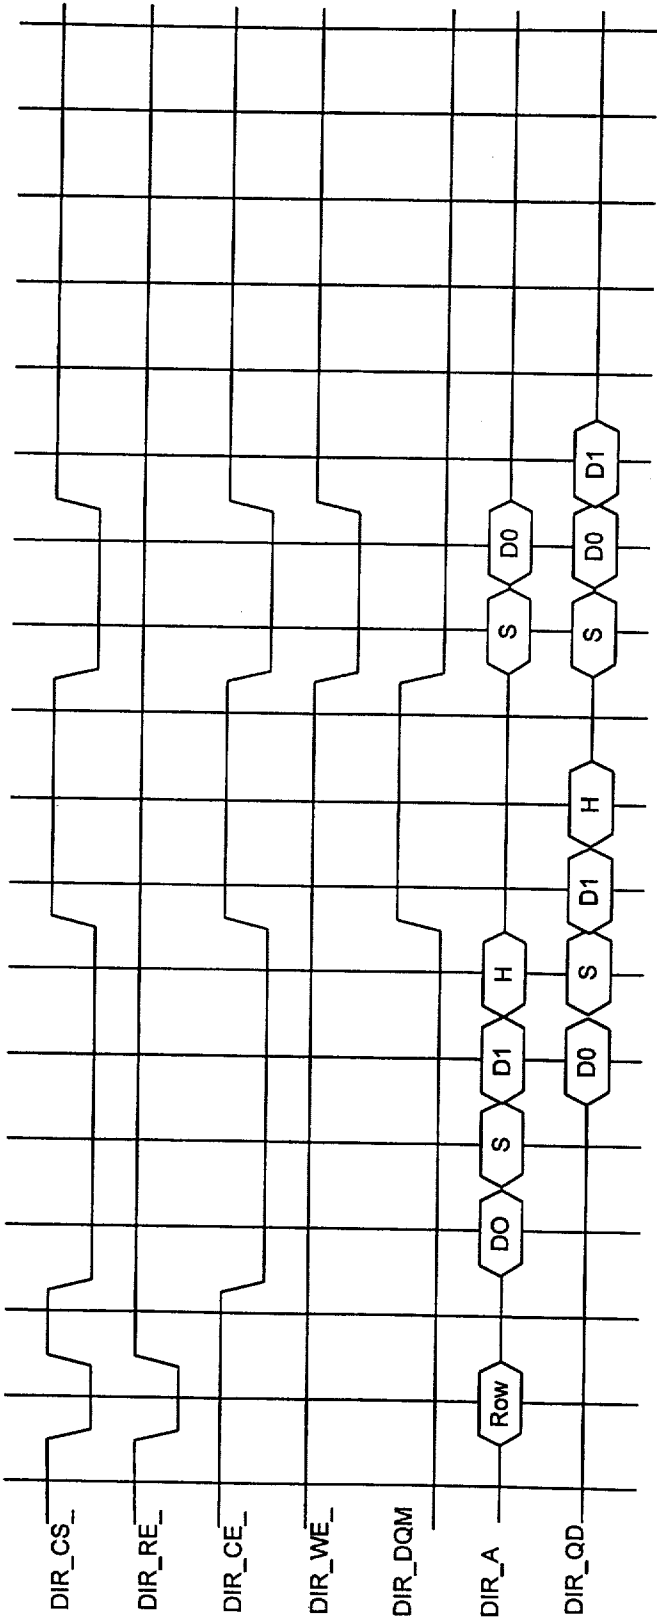 DIR_CS_
DIR_RE_
DIR_CE_
DIR_WE_
DIR_DQM
DIR_A
Row
DO
S
D1
H
S
D0
DIR_QD
D0
S
D1
H
S
D0
D1